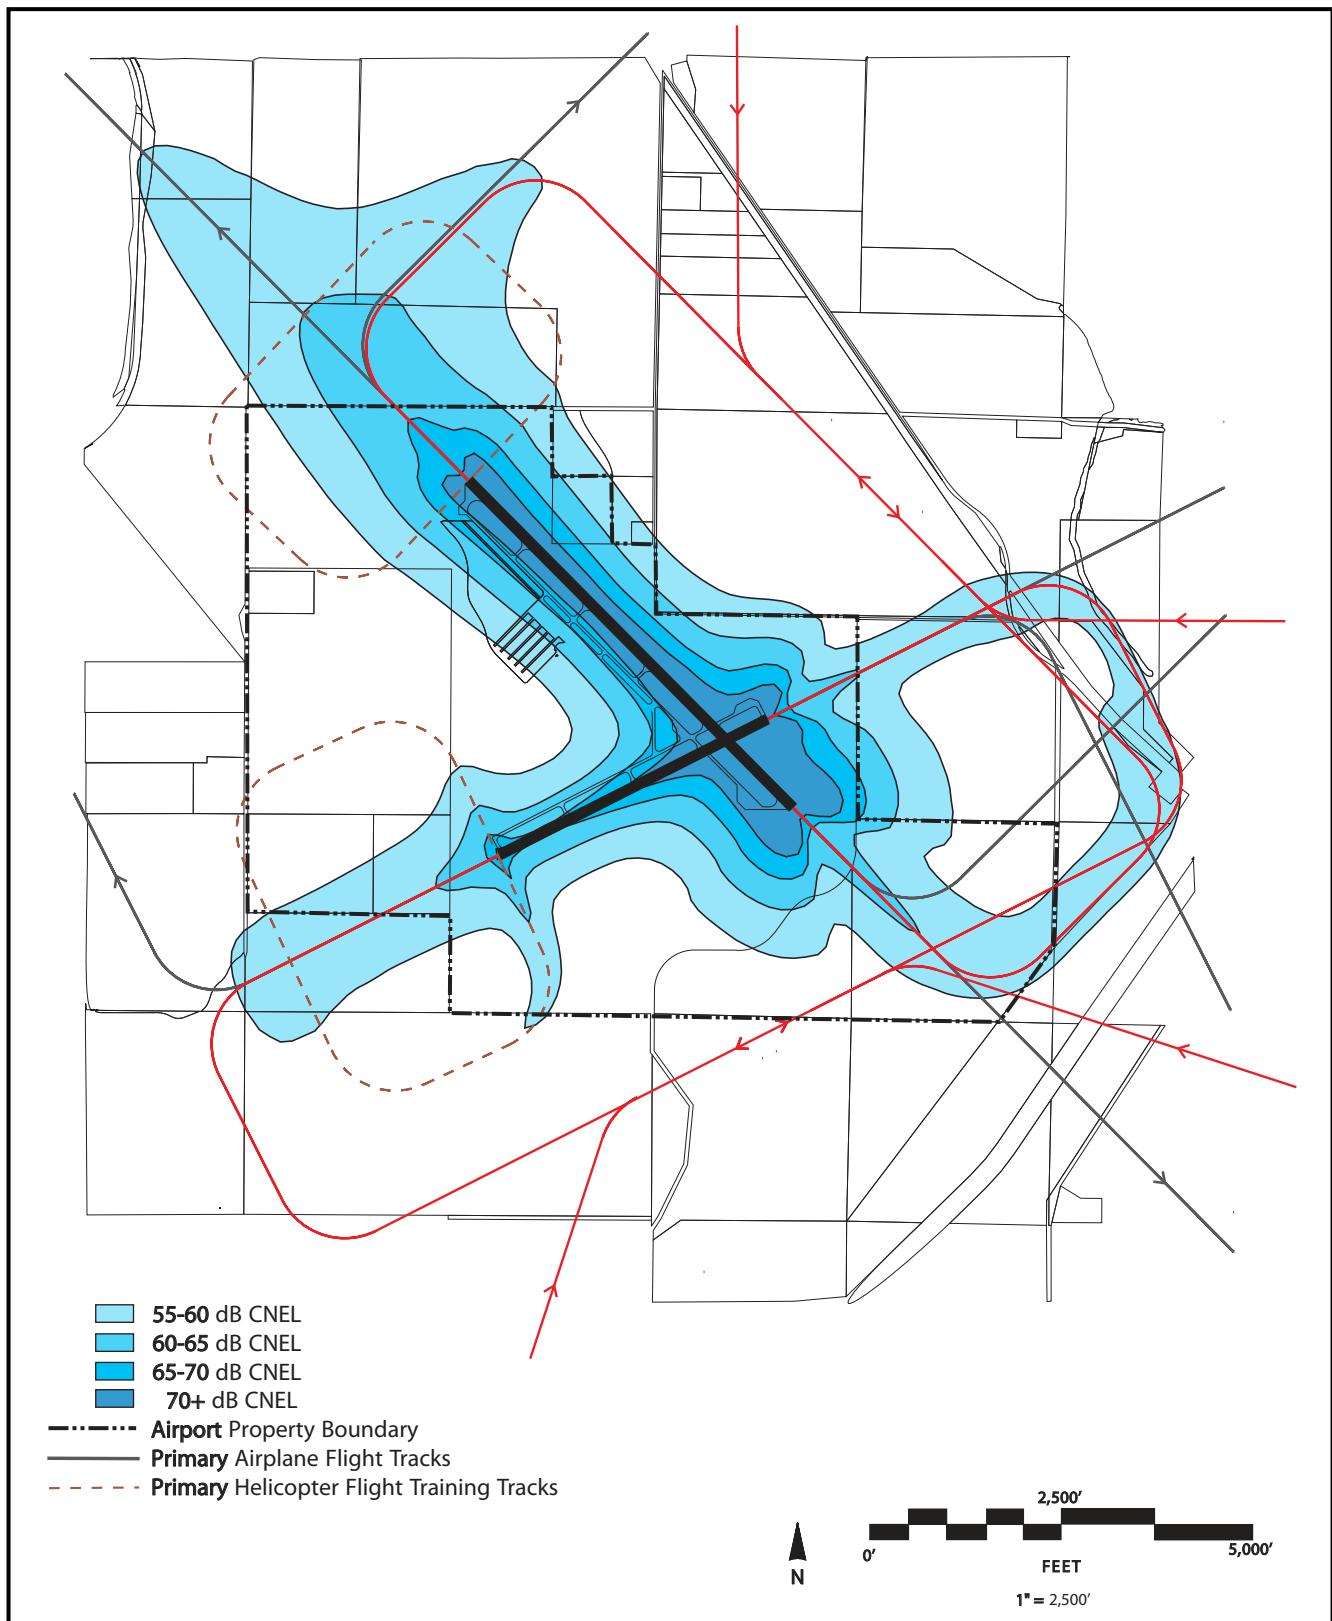 55-60 dB CNEL
60-65 dB CNEL
65-70 dB CNEL
70+ dB CNEL
Airport Property Boundary
Primary Airplane Flight Tracks
Primary Helicopter Flight Training Tracks
2,500’
0’
5,000’
FEET
N
1" = 2,500’